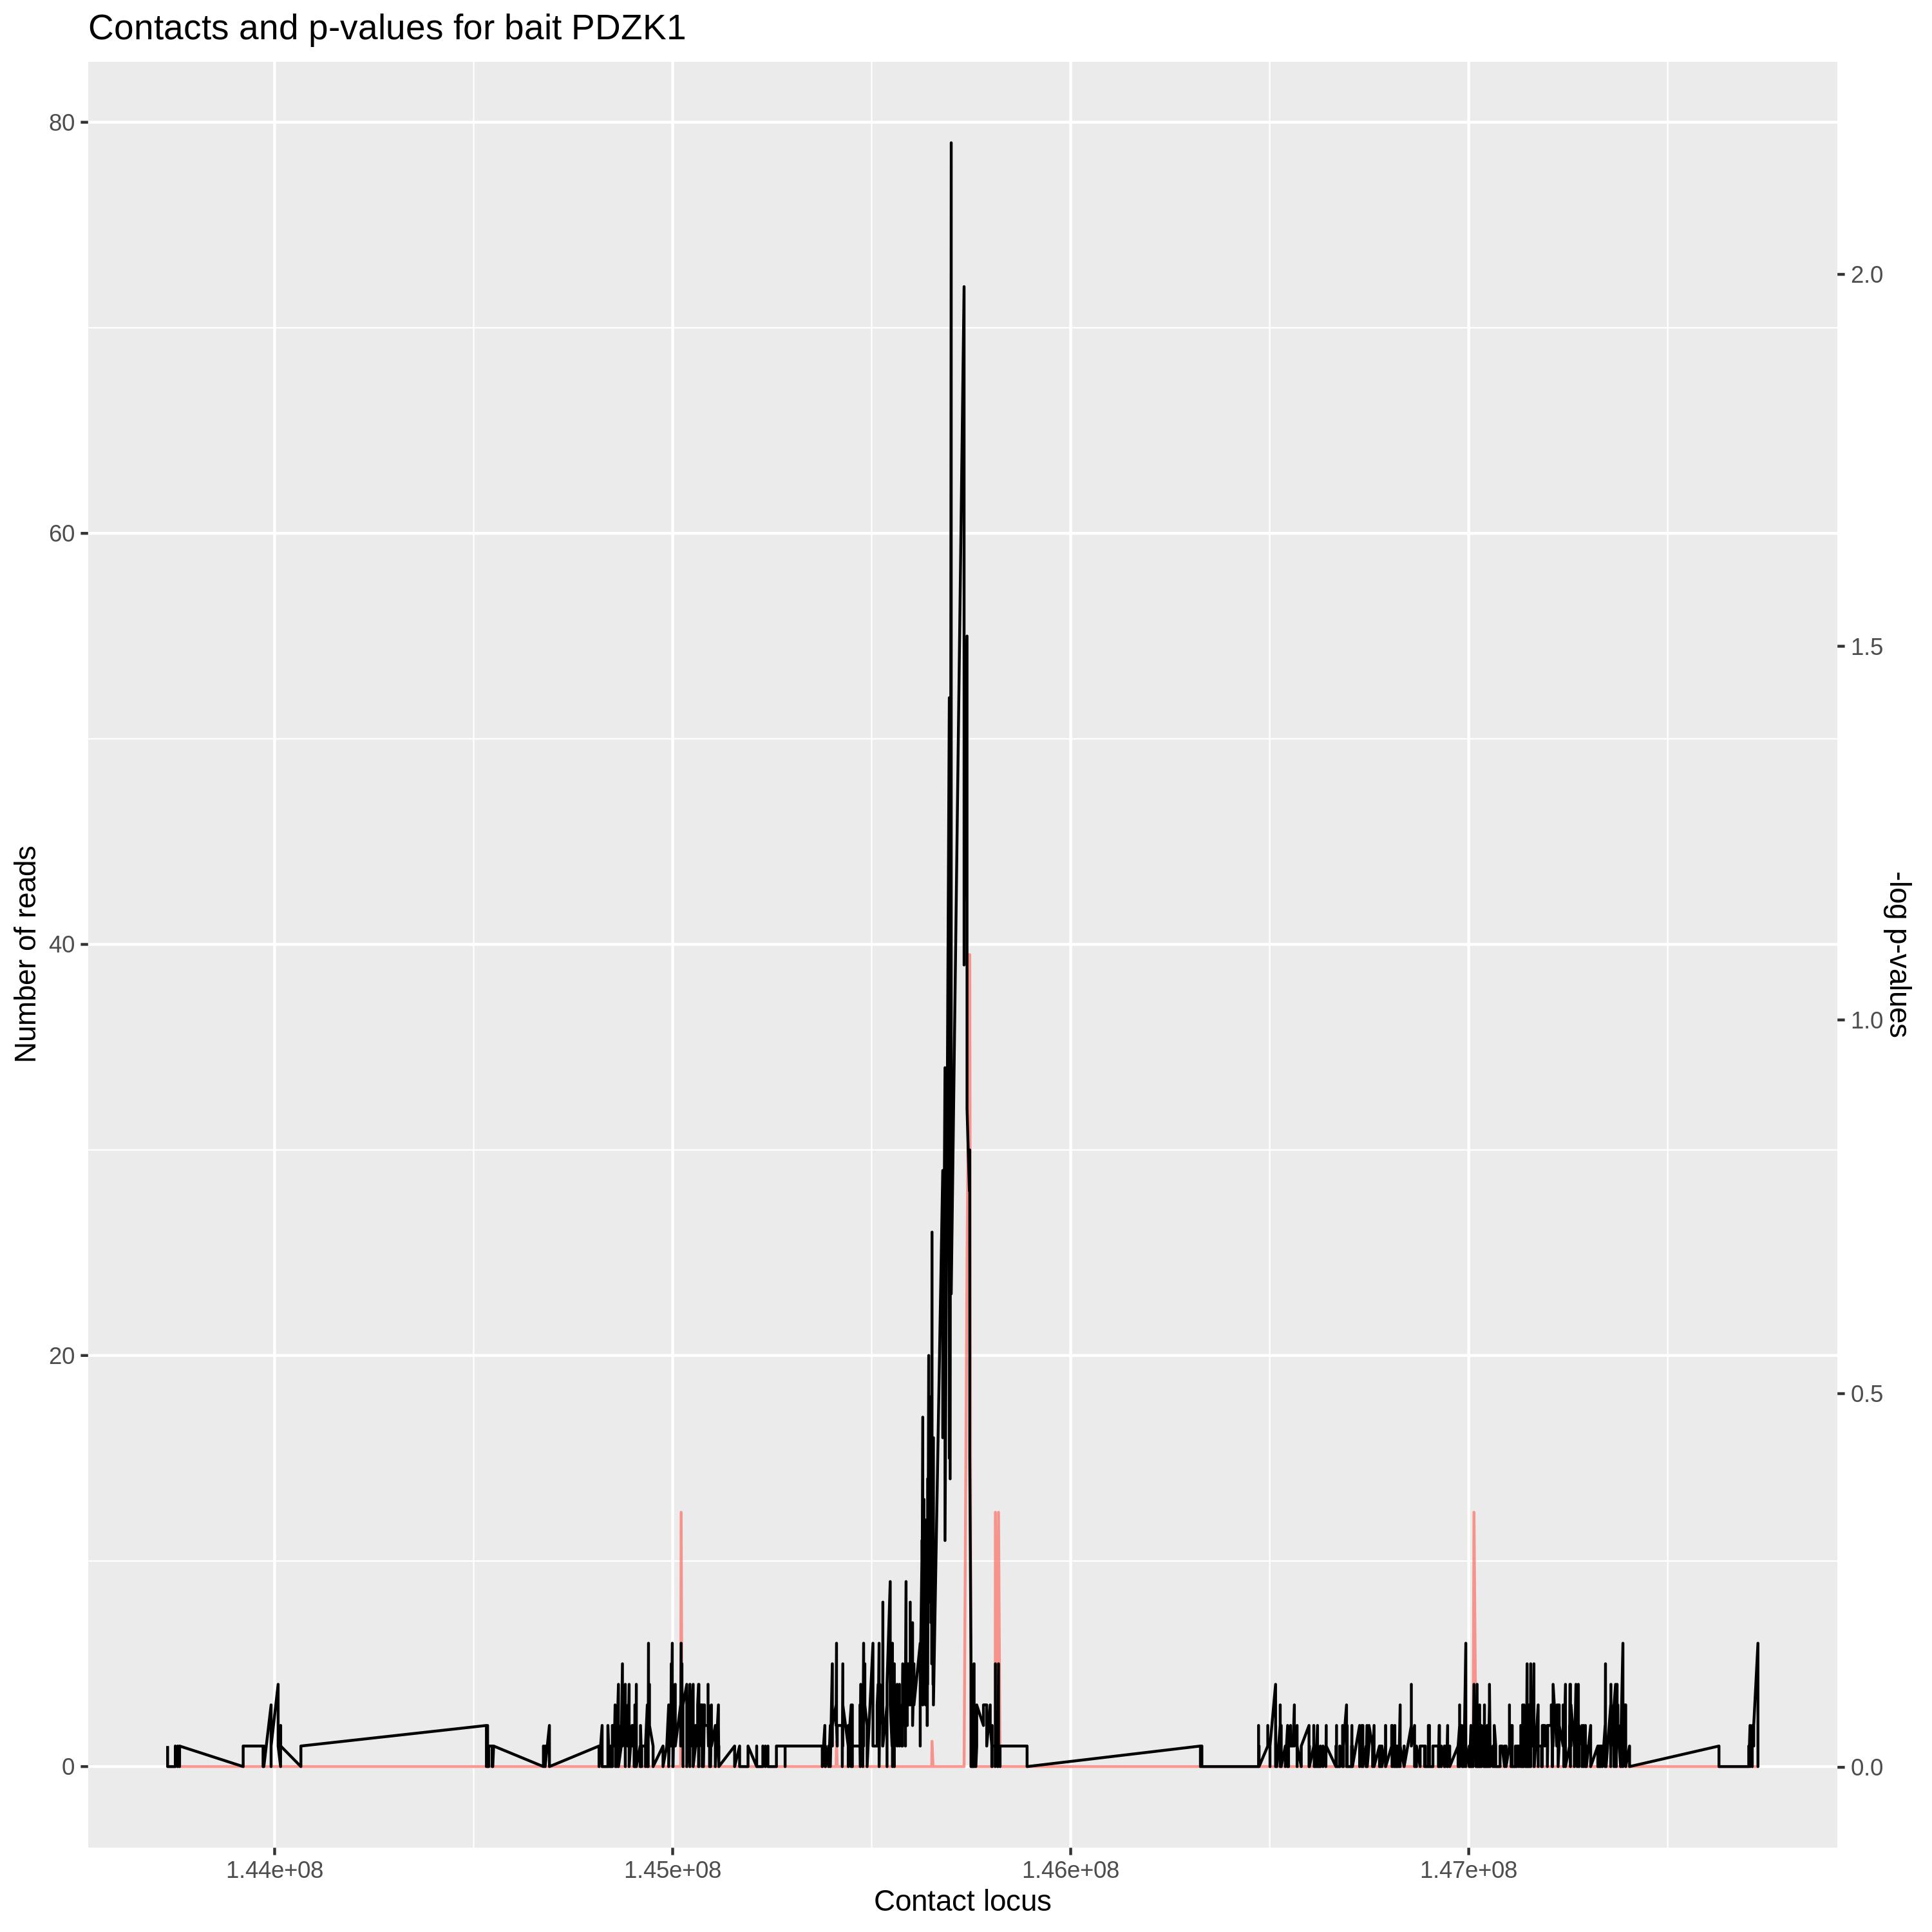 Contacts and p-values for bait PDZK1
80
60
40
20
0
Number of reads
2.0
1.5
1.0
0.5
0.0
-log p-values
1.44e+08
1.45e+08
1.46e+08
1.47e+08
Contact locus